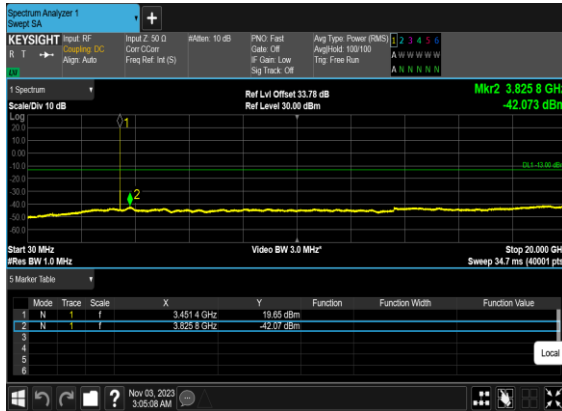 Spectrum Analyzer 1
Swept SA
KEYSIGHT Input: RF Input Z: 50 Ω #Atten: 10 dB PNO: Fast Avg Type: Power (RMS) 1 2 3 4 5 6
R T Coupling: DC Corr CCorr Gate: Off Avg|Hold: 100/100 A W W W W W
Align: Auto Freq Ref: Int (S) IF Gain: Low Trig: Free Run
Sig Track: Off A N N N N N
1 Spectrum Mkr2 3.825 8 GHz
Ref Lvl Offset 33.78 dB
Scale/Div 10 dB Ref Level 30.00 dBm -42.073 dBm
Log
20.0
10.0
0.00
-10.0
DL1 -13.00 dBm
-20.0
-30.0
-40.0
-50.0
-60.0
1
2
Start 30 MHz Video BW 3.0 MHz* Stop 20.000 GHz
#Res BW 1.0 MHz Sweep 34.7 ms (40001 pts)
5 Marker Table
Mode Trace Scale X Y Function Function Width Function Value
1 N 1 f 3.451 4 GHz 19.65 dBm
2 N 1 f 3.825 8 GHz -42.07 dBm
3
4
5
6
Local
? Nov 03, 2023
3:05:08 AM